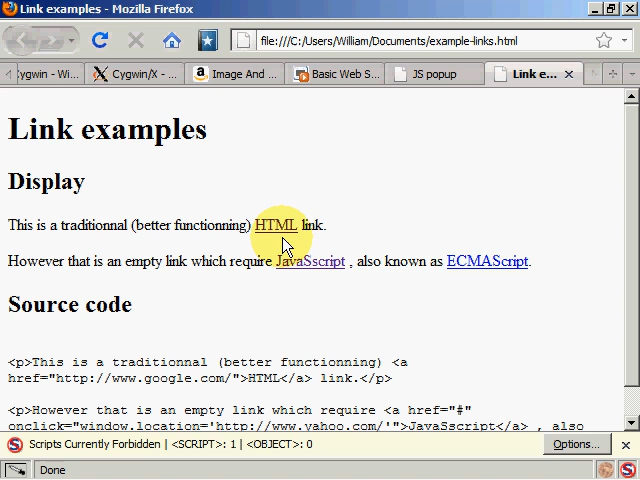 Link examples - Mozilla Firefox
file:///C:/Users/William/Documents/example-links.html
Cygwin - Wi... Cygwin/X - ... Image And ... Basic Web S... JS popup Link e...
Link examples
Display
This is a traditionnal (better functionning) HTML link.
However that is an empty link which require JavaSscript , also known as ECMAScript.
Source code
<p>This is a traditionnal (better functionning) <a
href="http://www.google.com/">HTML</a> link.</p>
<p>However that is an empty link which require <a href="#"
onclick="window.location='http://www.yahoo.com/'">JavaSscript</a> , also
Scripts Currently Forbidden | <SCRIPT>: 1 | <OBJECT>: 0 Options...
Done